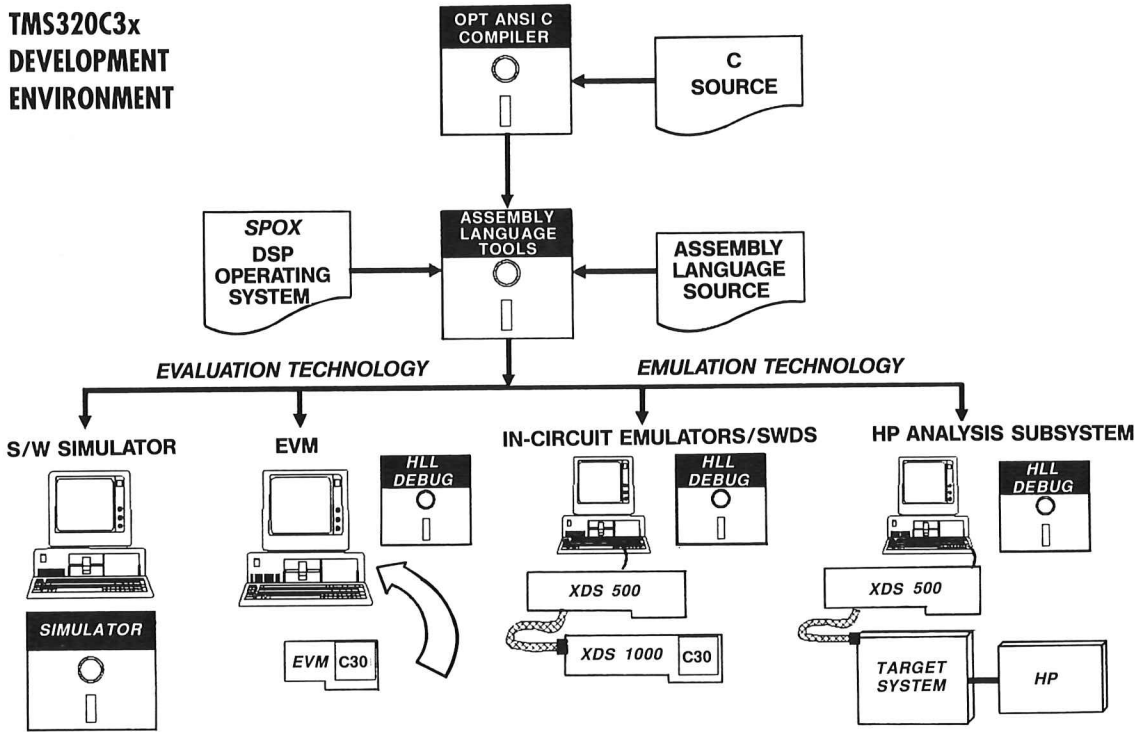 TMS320C3x
DEVELOPMENT
ENVIRONMENT
OPT ANSI C
COMPILER
C
SOURCE
SPOX
DSP
OPERATING
SYSTEM
ASSEMBLY
LANGUAGE
TOOLS
ASSEMBLY
LANGUAGE
SOURCE
EVALUATION TECHNOLOGY
EMULATION TECHNOLOGY
S/W SIMULATOR
EVM
IN-CIRCUIT EMULATORS/SWDS
HP ANALYSIS SUBSYSTEM
HLL
DEBUG
HLL
DEBUG
HLL
DEBUG
SIMULATOR
EVM C30
XDS 500
XDS 1000 C30
XDS 500
TARGET
SYSTEM
HP